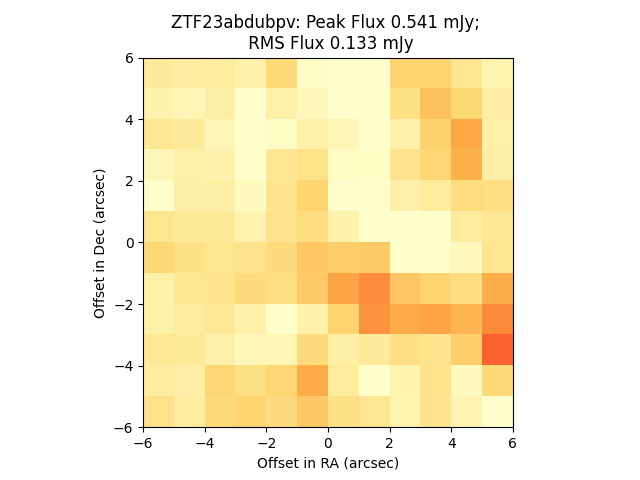 ZTF23abdubpv: Peak Flux 0.541 mJy;
RMS Flux 0.133 mJy
6
4
2
0
−2
−4
−6
Offset in Dec (arcsec)
−6 −4 −2 0 2 4 6
Offset in RA (arcsec)